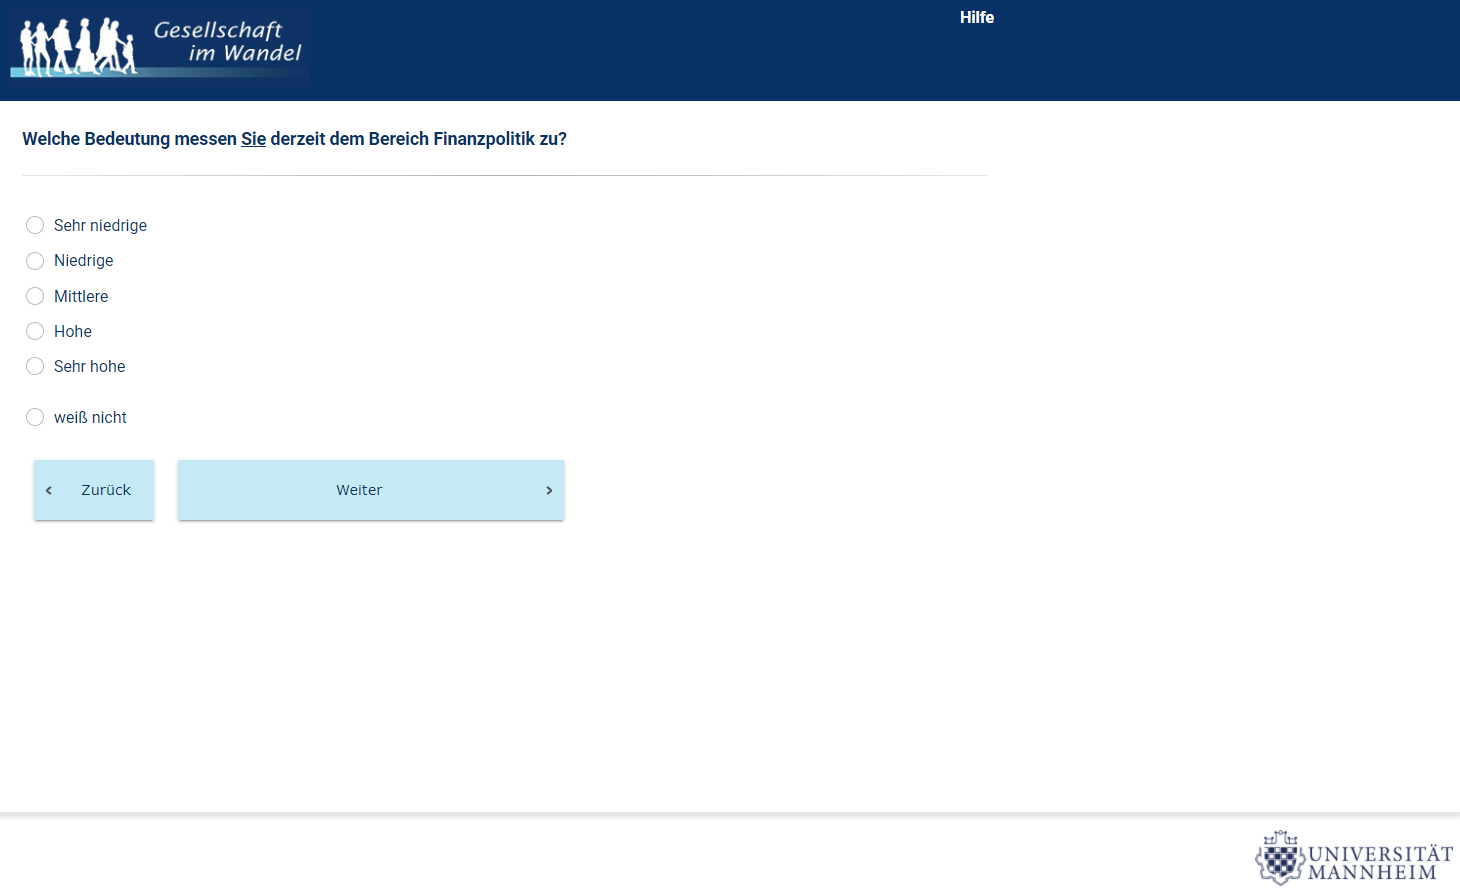 Gesellschaft
im Wandel
Hilfe
Welche Bedeutung messen Sie derzeit dem Bereich Finanzpolitik zu?
Sehr niedrige
Niedrige
Mittlere
Hohe
Sehr hohe
weiß nicht
Zurück
Weiter
UNIVERSITÄT
MANNHEIM